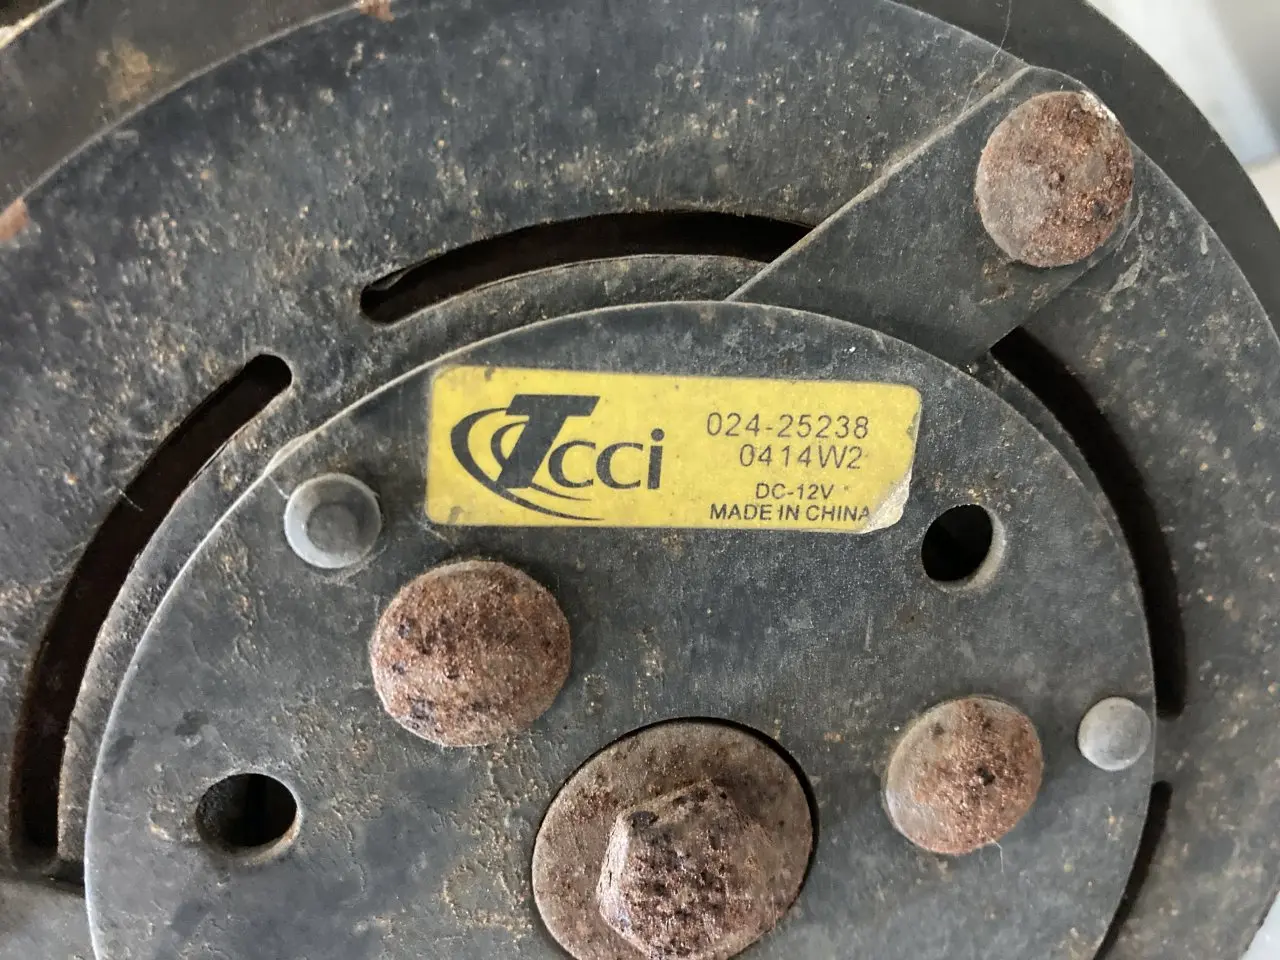 Tcci
024-25238
0414W2
DC-12V
MADE IN CHINA